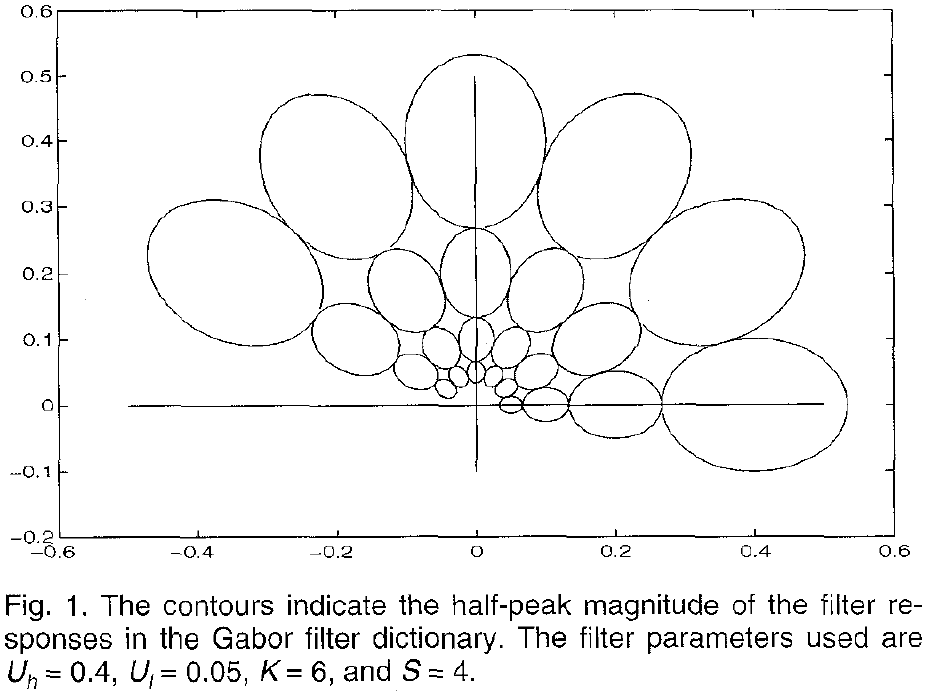 0.6
0.5
0.4
0.3
0.2
0.1
0
−0.1
−0.2
−0.6 −0.4 −0.2 0 0.2 0.4 0.6
Fig. 1. The contours indicate the half-peak magnitude of the filter re-
sponses in the Gabor filter dictionary. The filter parameters used are
Uh = 0.4, Ul = 0.05, K = 6, and S = 4.